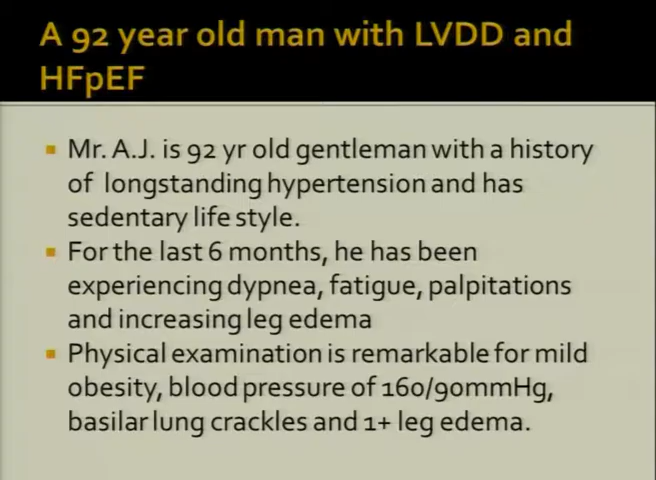 A 92 year old man with LVDD and
HFpEF
Mr. A.J. is 92 yr old gentleman with a history
of longstanding hypertension and has
sedentary life style.
For the last 6 months, he has been
experiencing dypnea, fatigue, palpitations
and increasing leg edema
Physical examination is remarkable for mild
obesity, blood pressure of 160/90mmHg,
basilar lung crackles and 1+ leg edema.